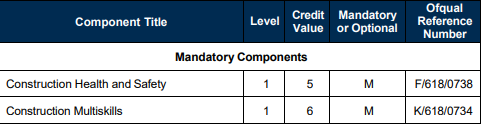 Component Title Level Credit Value Mandatory or Optional Ofqual Reference Number
Mandatory Components
Construction Health and Safety 1 5 M F/618/0738
Construction Multiskills 1 6 M K/618/0734